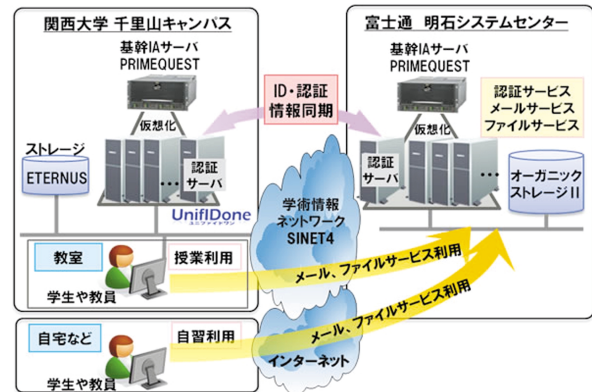 関西大学 千里山キャンパス
基幹IAサーバ
PRIMEQUEST
仮想化
ストレージ
ETERNUS
認証
サーバ
UnifIDone
ユニファイドワン
教室
授業利用
学生や教員
自宅など
自習利用
学生や教員
ID・認証
情報同期
学術情報
ネットワーク
SINET4
インターネット
メール、ファイルサービス利用
メール、ファイルサービス利用
富士通 明石システムセンター
基幹IAサーバ
PRIMEQUEST
仮想化
認証サービス
メールサービス
ファイルサービス
認証
サーバ
オーガニック
ストレージⅡ